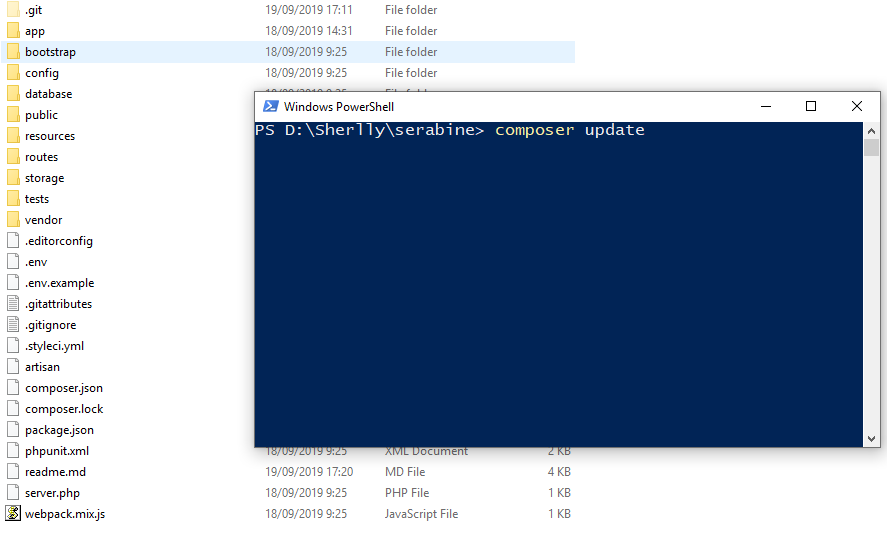 .git 19/09/2019 17:11 File folder
app 18/09/2019 14:31 File folder
bootstrap 18/09/2019 9:25 File folder
config 18/09/2019 9:25 File folder
database
public
resources
routes
storage
tests
vendor
.editorconfig
.env
.env.example
.gitattributes
.gitignore
.styleci.yml
artisan
composer.json
composer.lock
package.json
phpunit.xml 18/09/2019 9:25 XML Document 2 KB
readme.md 19/09/2019 17:20 MD File 4 KB
server.php 18/09/2019 9:25 PHP File 1 KB
webpack.mix.js 18/09/2019 9:25 JavaScript File 1 KB
Windows PowerShell
PS D:\Sherlly\serabine> composer update